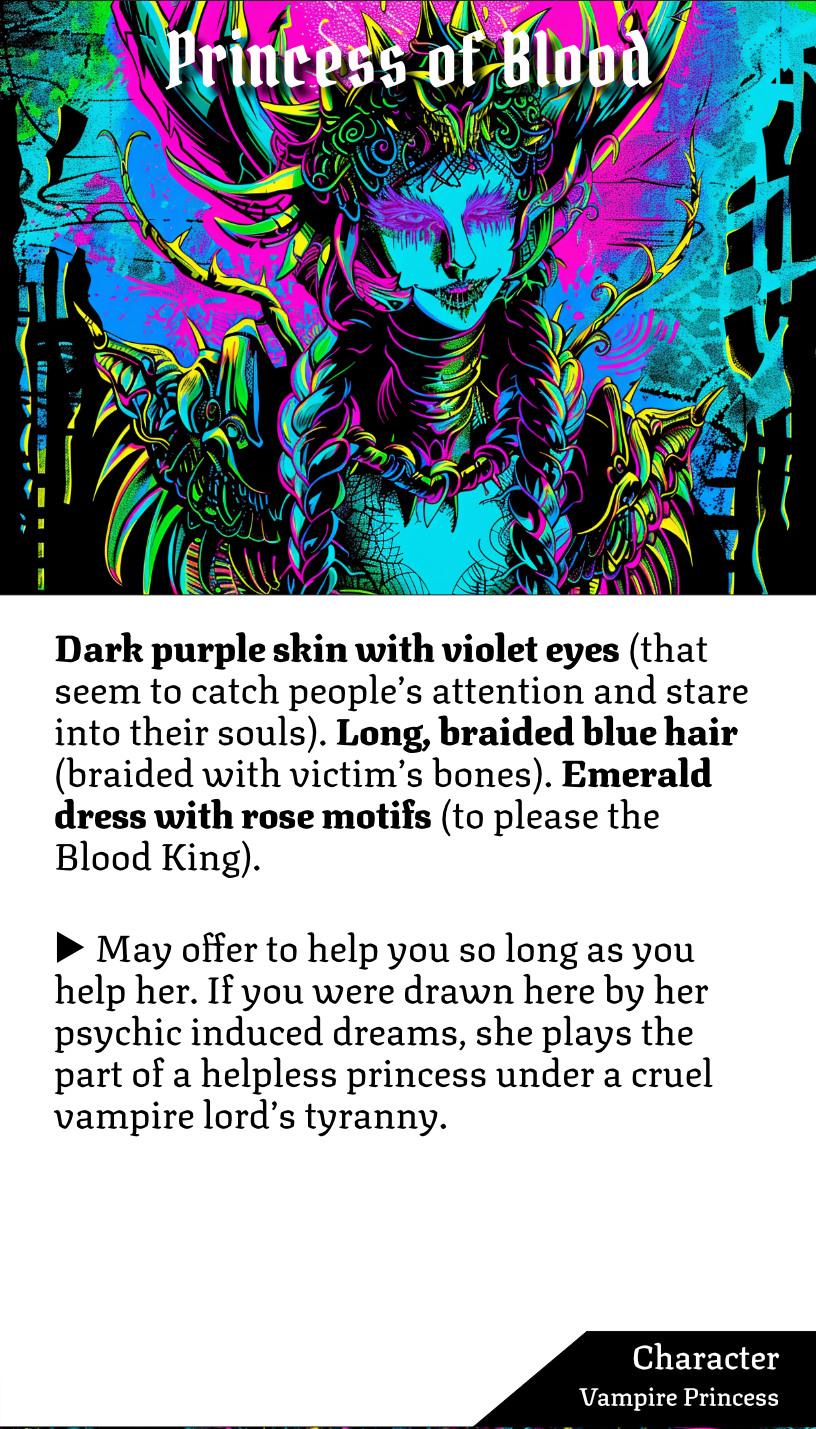 Princess of Blood
Dark purple skin with violet eyes (that
seem to catch people’s attention and stare
into their souls). Long, braided blue hair
(braided with victim’s bones). Emerald
dress with rose motifs (to please the
Blood King).
▶ May offer to help you so long as you
help her. If you were drawn here by her
psychic induced dreams, she plays the
part of a helpless princess under a cruel
vampire lord’s tyranny.
Character
Vampire Princess